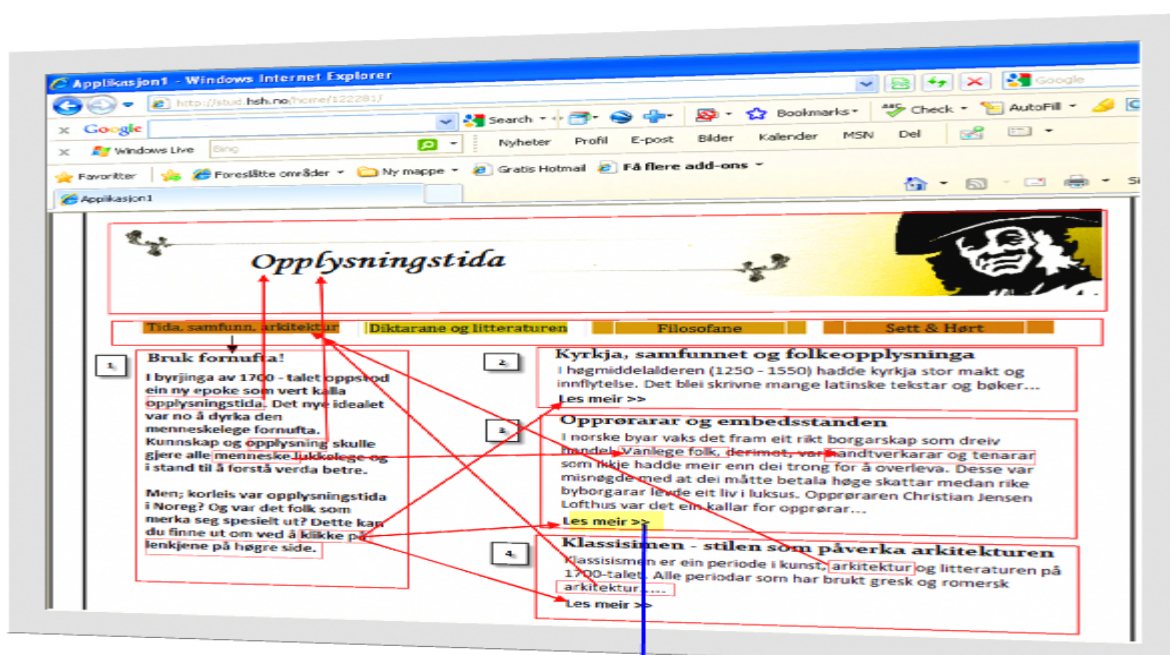 Applikasjon1 - Windows Internet Explorer
http://stud.hsh.no/home/122281/
Google
Google
Search
Bookmarks
Check
AutoFill
Windows Live
Bing
Nyheter
Profil
E-post
Bilder
Kalender
MSN
Del
Favoritter
Foreslåtte områder
Ny mappe
Gratis Hotmail
Få flere add-ons
Applikasjon1
Opplysningstida
Tida, samfunn, arkitektur
Diktarane og litteraturen
Filosofane
Sett & Hørt
1.
Bruk fornufta!
I byrjinga av 1700 - talet oppstod
ein ny epoke som vert kalla
opplysningstida. Det nye idealet
var no å dyrka den
menneskelege fornufta.
Kunnskap og opplysning skulle
gjere alle menneske lukkelege og
i stand til å forstå verda betre.
Men; korleis var opplysningstida
i Noreg? Og var det folk som
merka seg spesielt ut? Dette kan
du finne ut om ved å klikke på
lenkjene på høgre side.
2.
Kyrkja, samfunnet og folkeopplysninga
I høgmiddelalderen (1250 - 1550) hadde kyrkja stor makt og
innflytelse. Det blei skrivne mange latinske tekstar og bøker...
Les meir >>
3.
Opprørarar og embedsstanden
I norske byar vaks det fram eit rikt borgarskap som dreiv
handel. Vanlege folk, derimot, var handtverkarar og tenarar
som ikkje hadde meir enn dei trong for å overleva. Desse var
misnøgde med at dei måtte betala høge skattar medan rike
byborgarar levde eit liv i luksus. Opprøraren Christian Jensen
Lofthus var det ein kallar for opprørar...
Les meir >>
4.
Klassisimen - stilen som påverka arkitekturen
Klassisismen er ein periode i kunst, arkitektur og litteraturen på
1700-talet. Alle periodar som har brukt gresk og romersk
arkitektur.....
Les meir >>